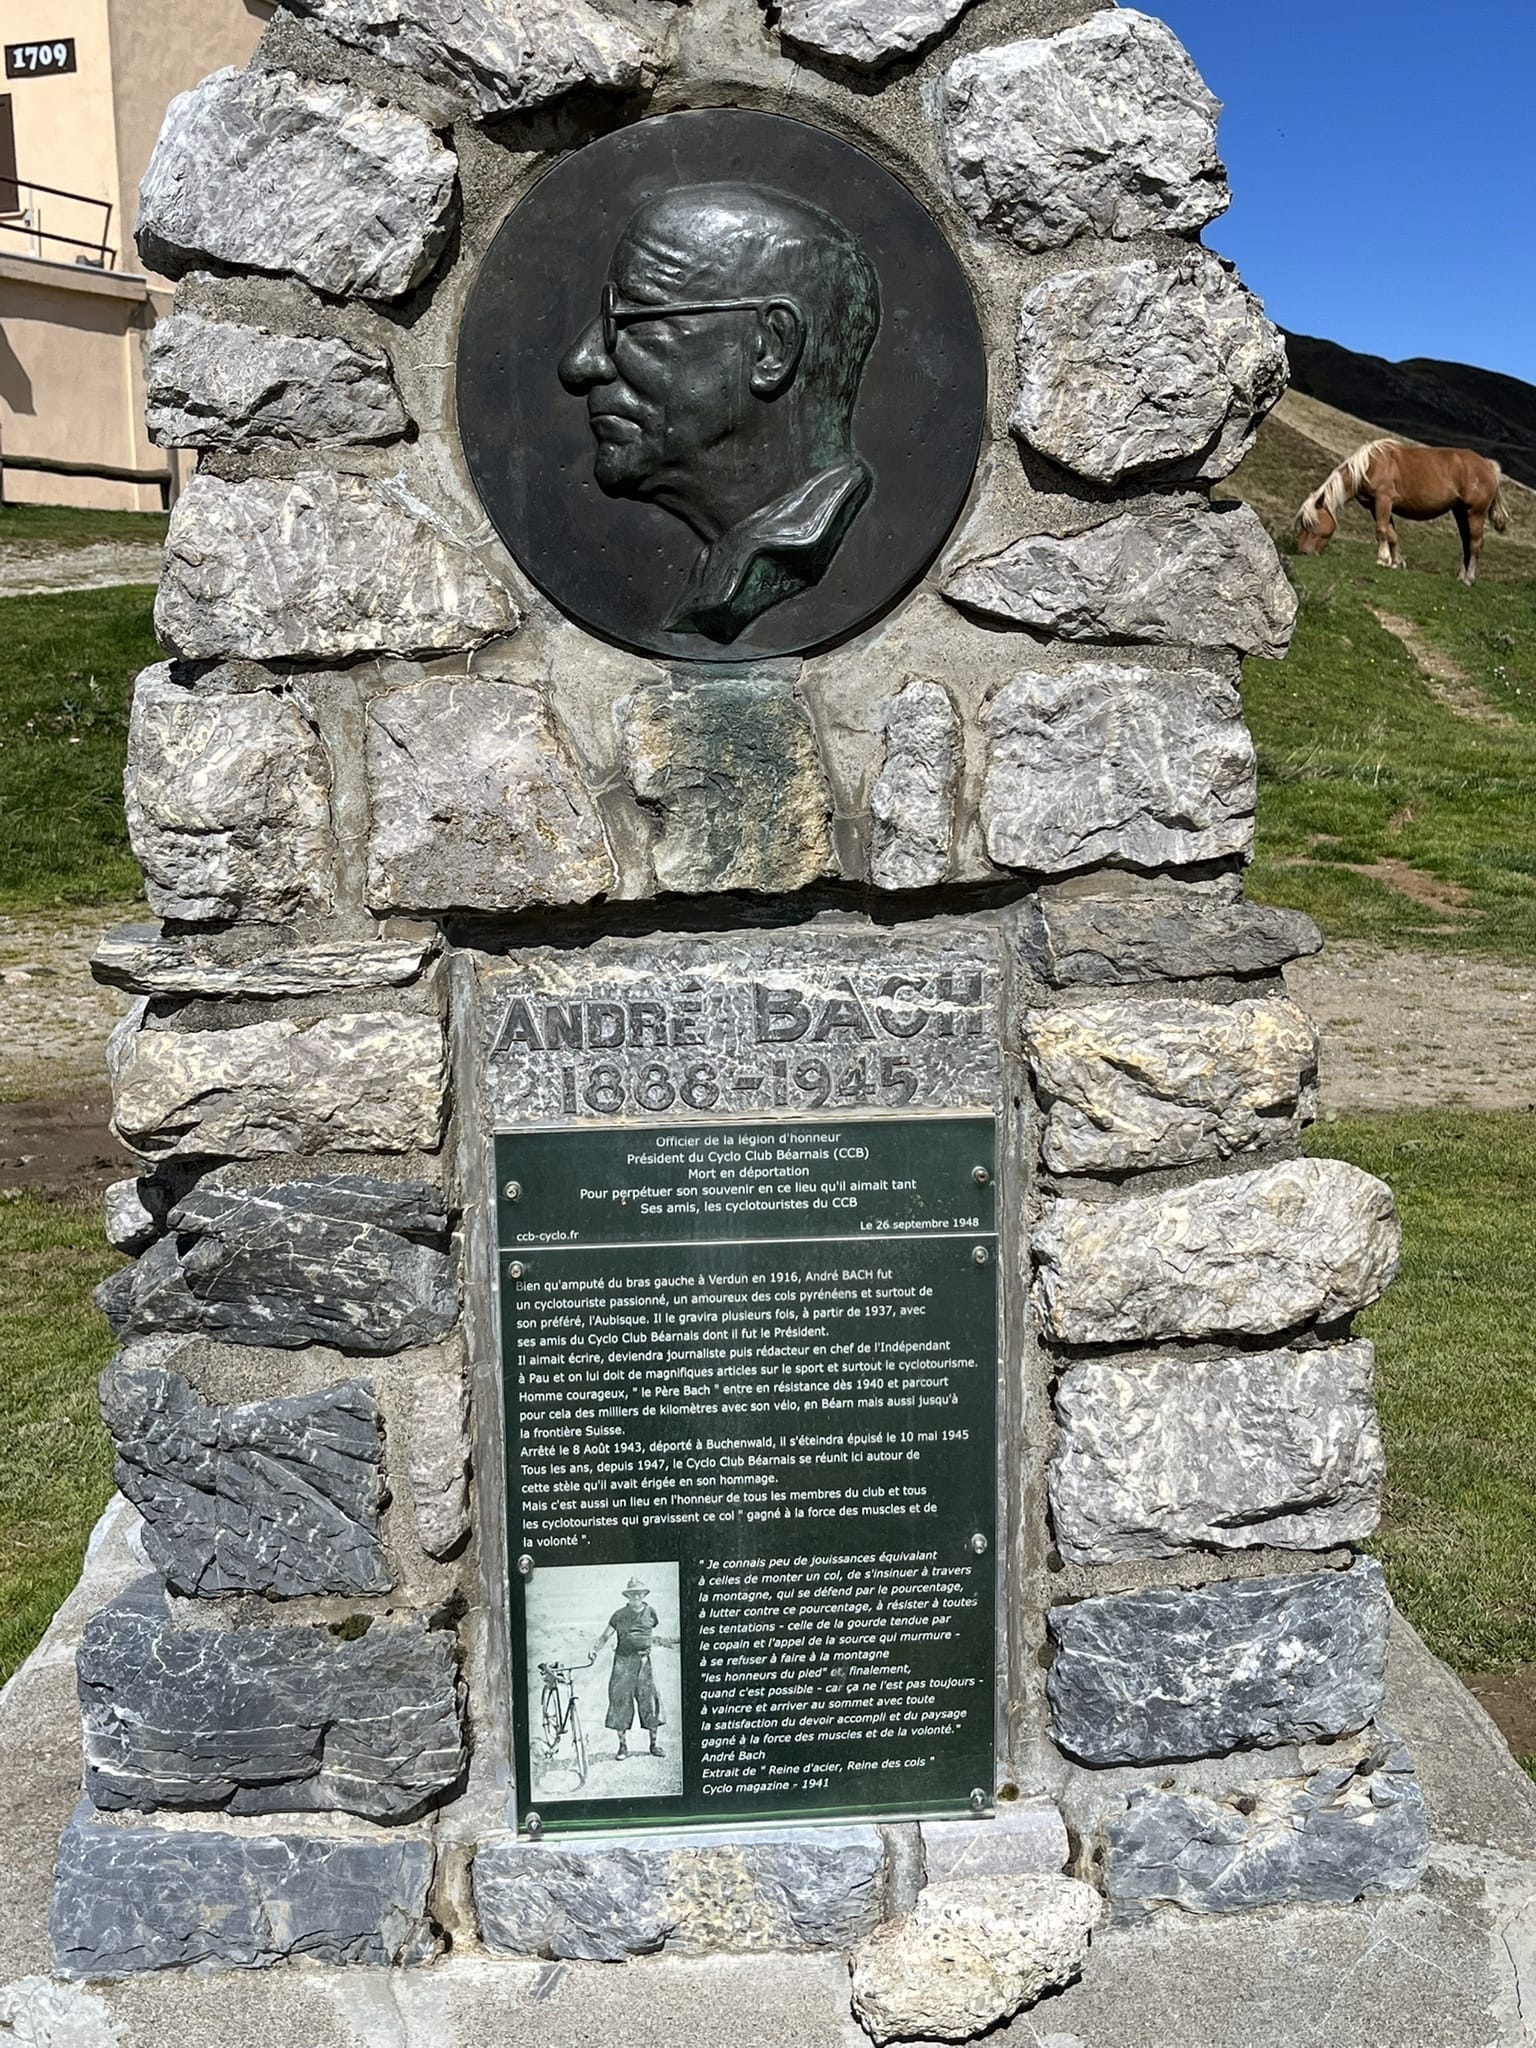 1709
ANDRÉ BACH
1888-1945
Officier de la légion d'honneur
Président du Cyclo Club Béarnais (CCB)
Mort en déportation
Pour perpétuer son souvenir en ce lieu qu'il aimait tant
Ses amis, les cyclotouristes du CCB
ccb-cyclo.fr Le 26 septembre 1948
Bien qu'amputé du bras gauche à Verdun en 1916, André BACH fut
un cyclotouriste passionné, un amoureux des cols pyrénéens et surtout de
son préféré, l'Aubisque. Il le gravira plusieurs fois, à partir de 1937, avec
ses amis du Cyclo Club Béarnais dont il fut le Président.
Il aimait écrire, deviendra journaliste puis rédacteur en chef de l'Indépendant
à Pau et on lui doit de magnifiques articles sur le sport et surtout le cyclotourisme.
Homme courageux, " le Père Bach " entre en résistance dès 1940 et parcourt
pour cela des milliers de kilomètres avec son vélo, en Béarn mais aussi jusqu'à
la frontière Suisse.
Arrêté le 8 Août 1943, déporté à Buchenwald, il s'éteindra épuisé le 10 mai 1945
Tous les ans, depuis 1947, le Cyclo Club Béarnais se réunit ici autour de
cette stèle qu'il avait érigée en son hommage.
Mais c'est aussi un lieu en l'honneur de tous les membres du club et tous
les cyclotouristes qui gravissent ce col " gagné à la force des muscles et de
la volonté ".
" Je connais peu de jouissances équivalant
à celles de monter un col, de s'insinuer à travers
la montagne, qui se défend par le pourcentage,
à lutter contre ce pourcentage, à résister à toutes
les tentations - celle de la gourde tendue par
le copain et l'appel de la source qui murmure -
à se refuser à faire à la montagne
"les honneurs du pied" et, finalement,
quand c'est possible - car ça ne l'est pas toujours -
à vaincre et arriver au sommet avec toute
la satisfaction du devoir accompli et du paysage
gagné à la force des muscles et de la volonté."
André Bach
Extrait de " Reine d'acier, Reine des cols "
Cyclo magazine - 1941